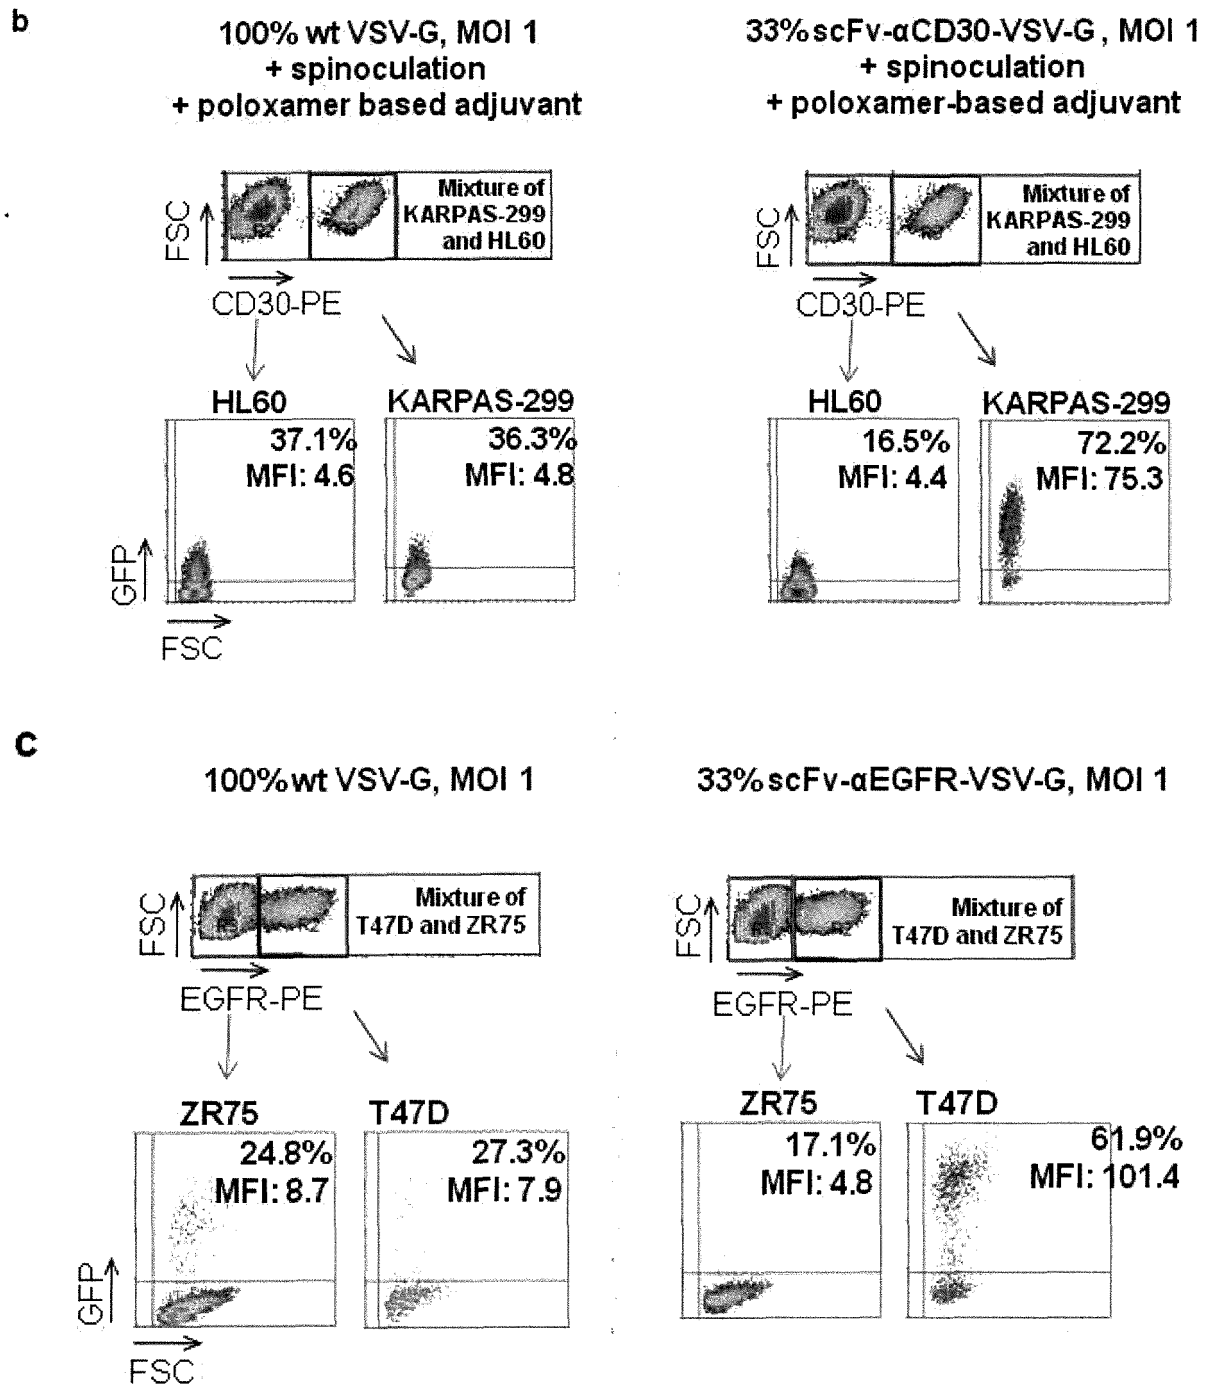 b
100% wt VSV-G, MOI 1
+ spinoculation
+ poloxamer based adjuvant
33% scFv-αCD30-VSV-G , MOI 1
+ spinoculation
+ poloxamer-based adjuvant
FSC
Mixture of
KARPAS-299
and HL60
CD30-PE
FSC
Mixture of
KARPAS-299
and HL60
CD30-PE
HL60
37.1%
MFI: 4.6
KARPAS-299
36.3%
MFI: 4.8
GFP
FSC
HL60
16.5%
MFI: 4.4
KARPAS-299
72.2%
MFI: 75.3
c
100% wt VSV-G, MOI 1
33% scFv-αEGFR-VSV-G, MOI 1
FSC
R2
Mixture of
T47D and ZR75
EGFR-PE
FSC
R2
Mixture of
T47D and ZR75
EGFR-PE
ZR75
24.8%
MFI: 8.7
T47D
27.3%
MFI: 7.9
GFP
FSC
ZR75
17.1%
MFI: 4.8
T47D
61.9%
MFI: 101.4